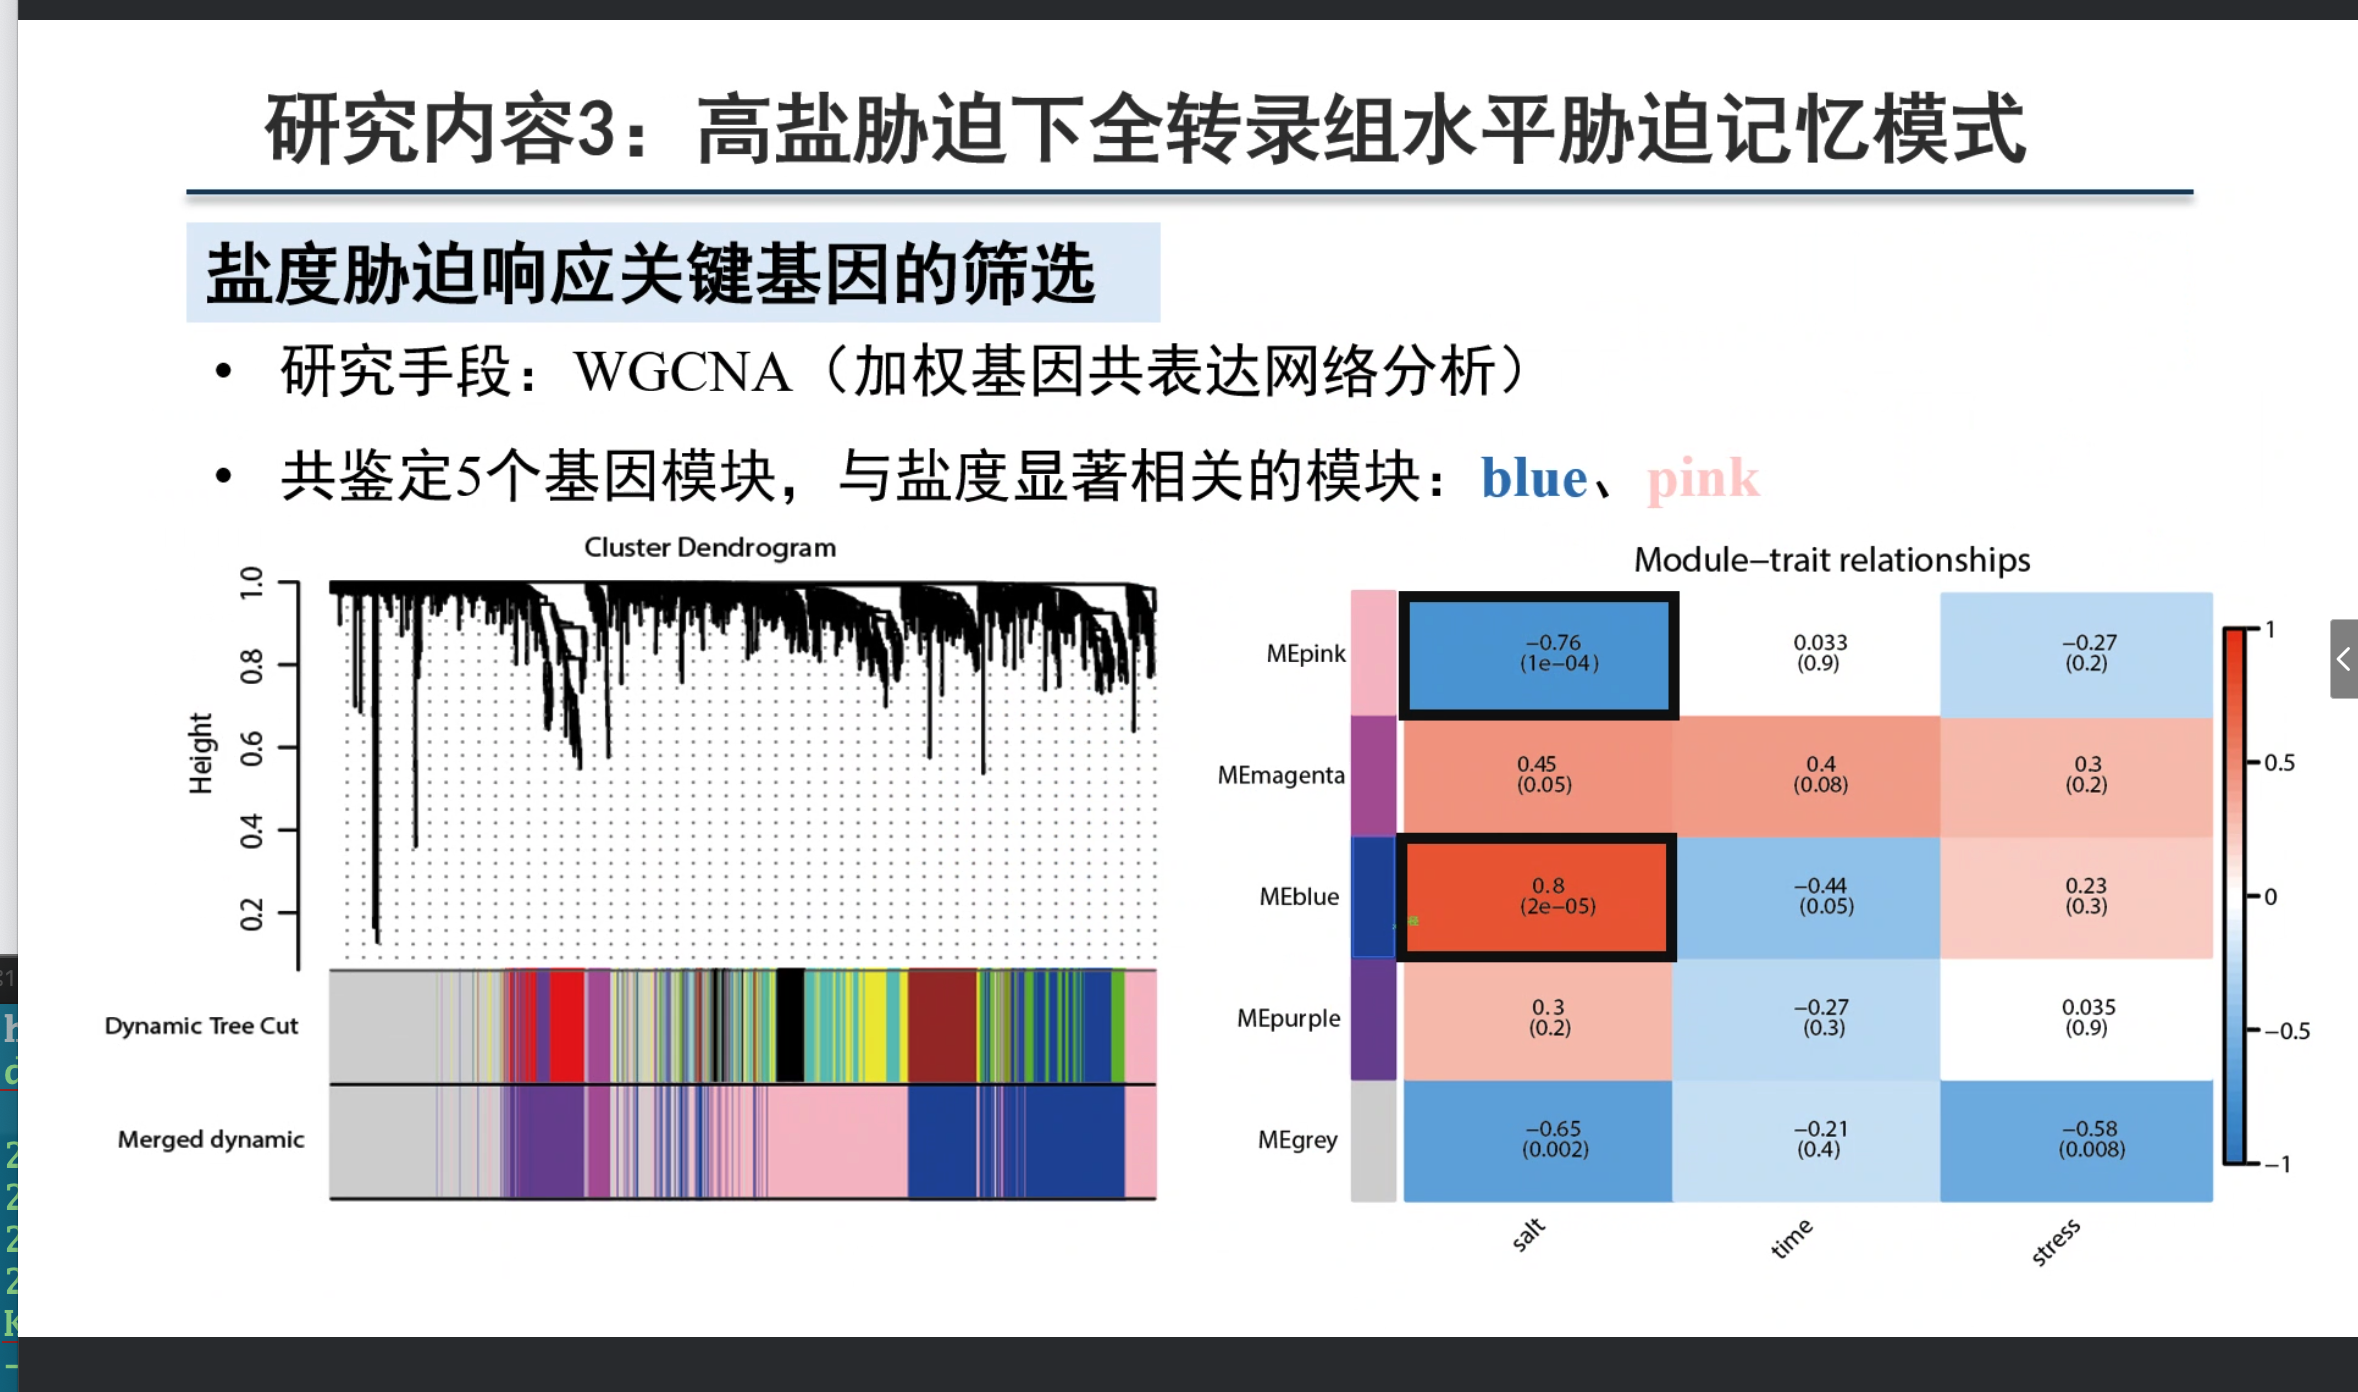 研究内容3：高盐胁迫下全转录组水平胁迫记忆模式
盐度胁迫响应关键基因的筛选
• 研究手段：WGCNA（加权基因共表达网络分析）
• 共鉴定5个基因模块，与盐度显著相关的模块：blue、pink
Cluster Dendrogram
Height
1.0
0.8
0.6
0.4
0.2
Dynamic Tree Cut
Merged dynamic
Module–trait relationships
MEpink
−0.76
(1e−04)
0.033
(0.9)
−0.27
(0.2)
MEmagenta
0.45
(0.05)
0.4
(0.08)
0.3
(0.2)
MEblue
0.8
(2e−05)
−0.44
(0.05)
0.23
(0.3)
MEpurple
0.3
(0.2)
−0.27
(0.3)
0.035
(0.9)
MEgrey
−0.65
(0.002)
−0.21
(0.4)
−0.58
(0.008)
salt
time
stress
1
0.5
0
−0.5
−1